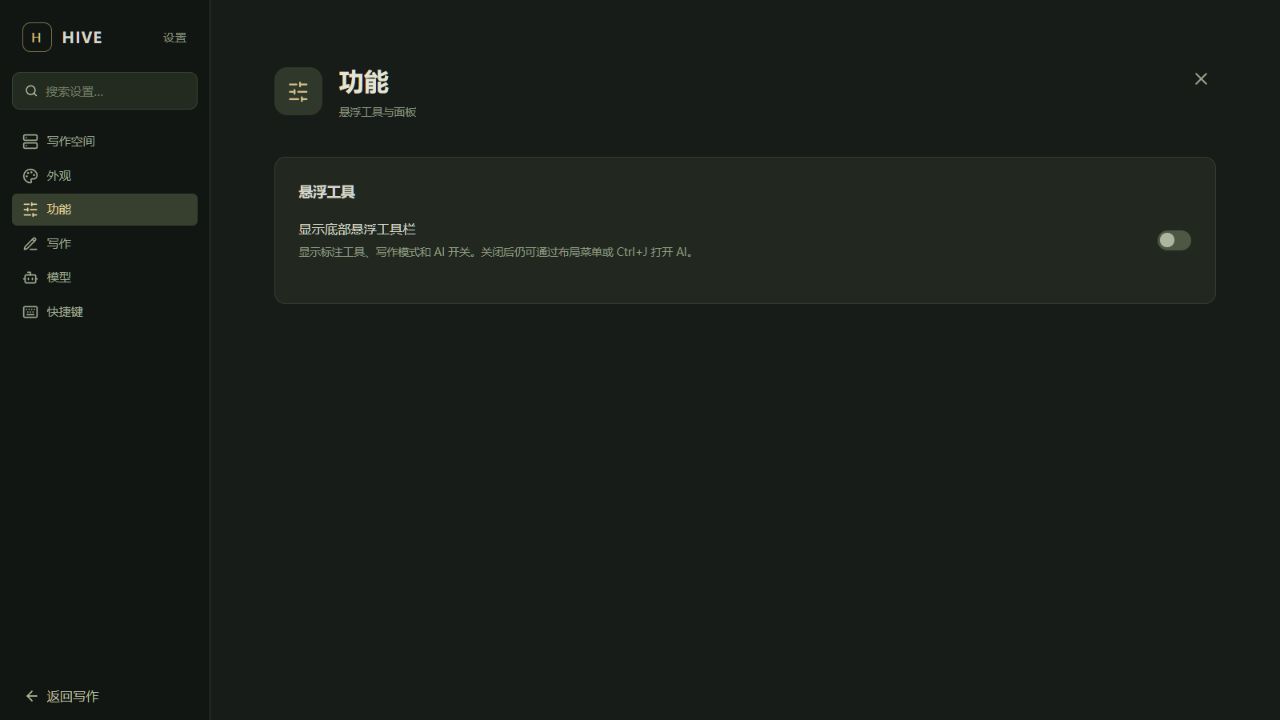 H HIVE 设置
搜索设置...
写作空间
外观
功能
写作
模型
快捷键
返回写作
功能
悬浮工具与面板
悬浮工具
显示底部悬浮工具栏
显示标注工具、写作模式和 AI 开关。关闭后仍可通过布局菜单或 Ctrl+J 打开 AI。